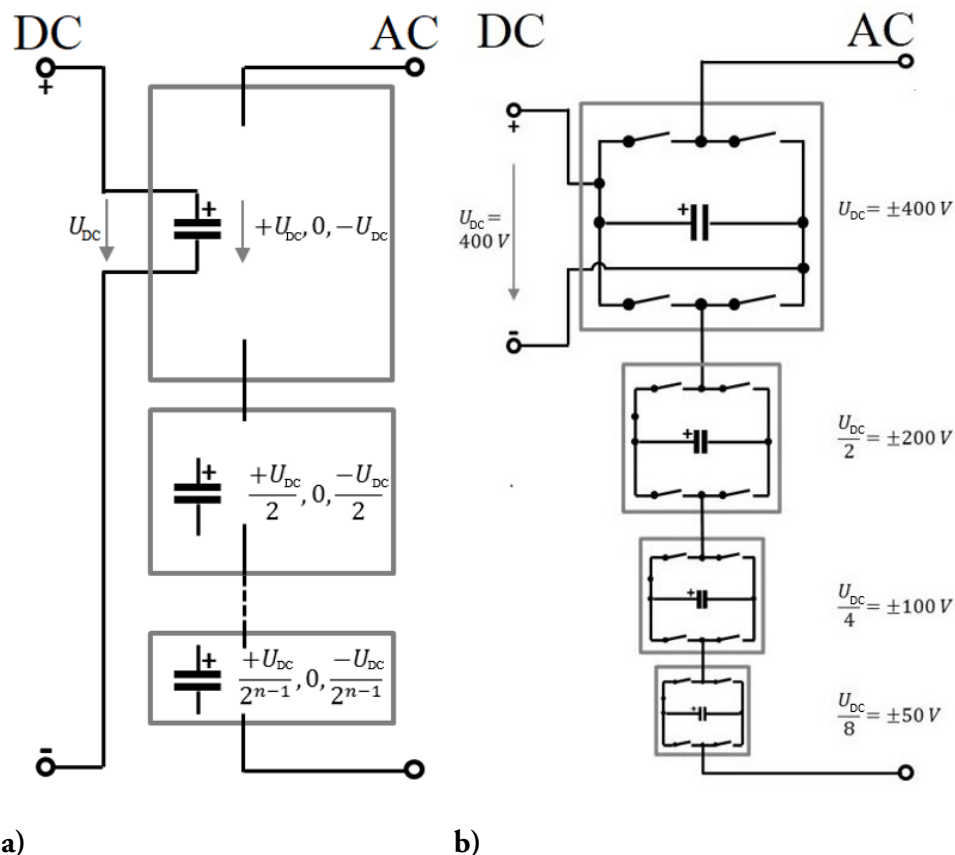 DC
AC
+
+
U_DC
+U_DC, 0, −U_DC
+
+U_DC/2, 0, −U_DC/2
+
+U_DC/2^(n−1), 0, −U_DC/2^(n−1)
-
a)
DC
AC
+
U_DC =
400 V
-
+
U_DC = ±400 V
+
U_DC/2 = ±200 V
+
U_DC/4 = ±100 V
+
U_DC/8 = ±50 V
b)